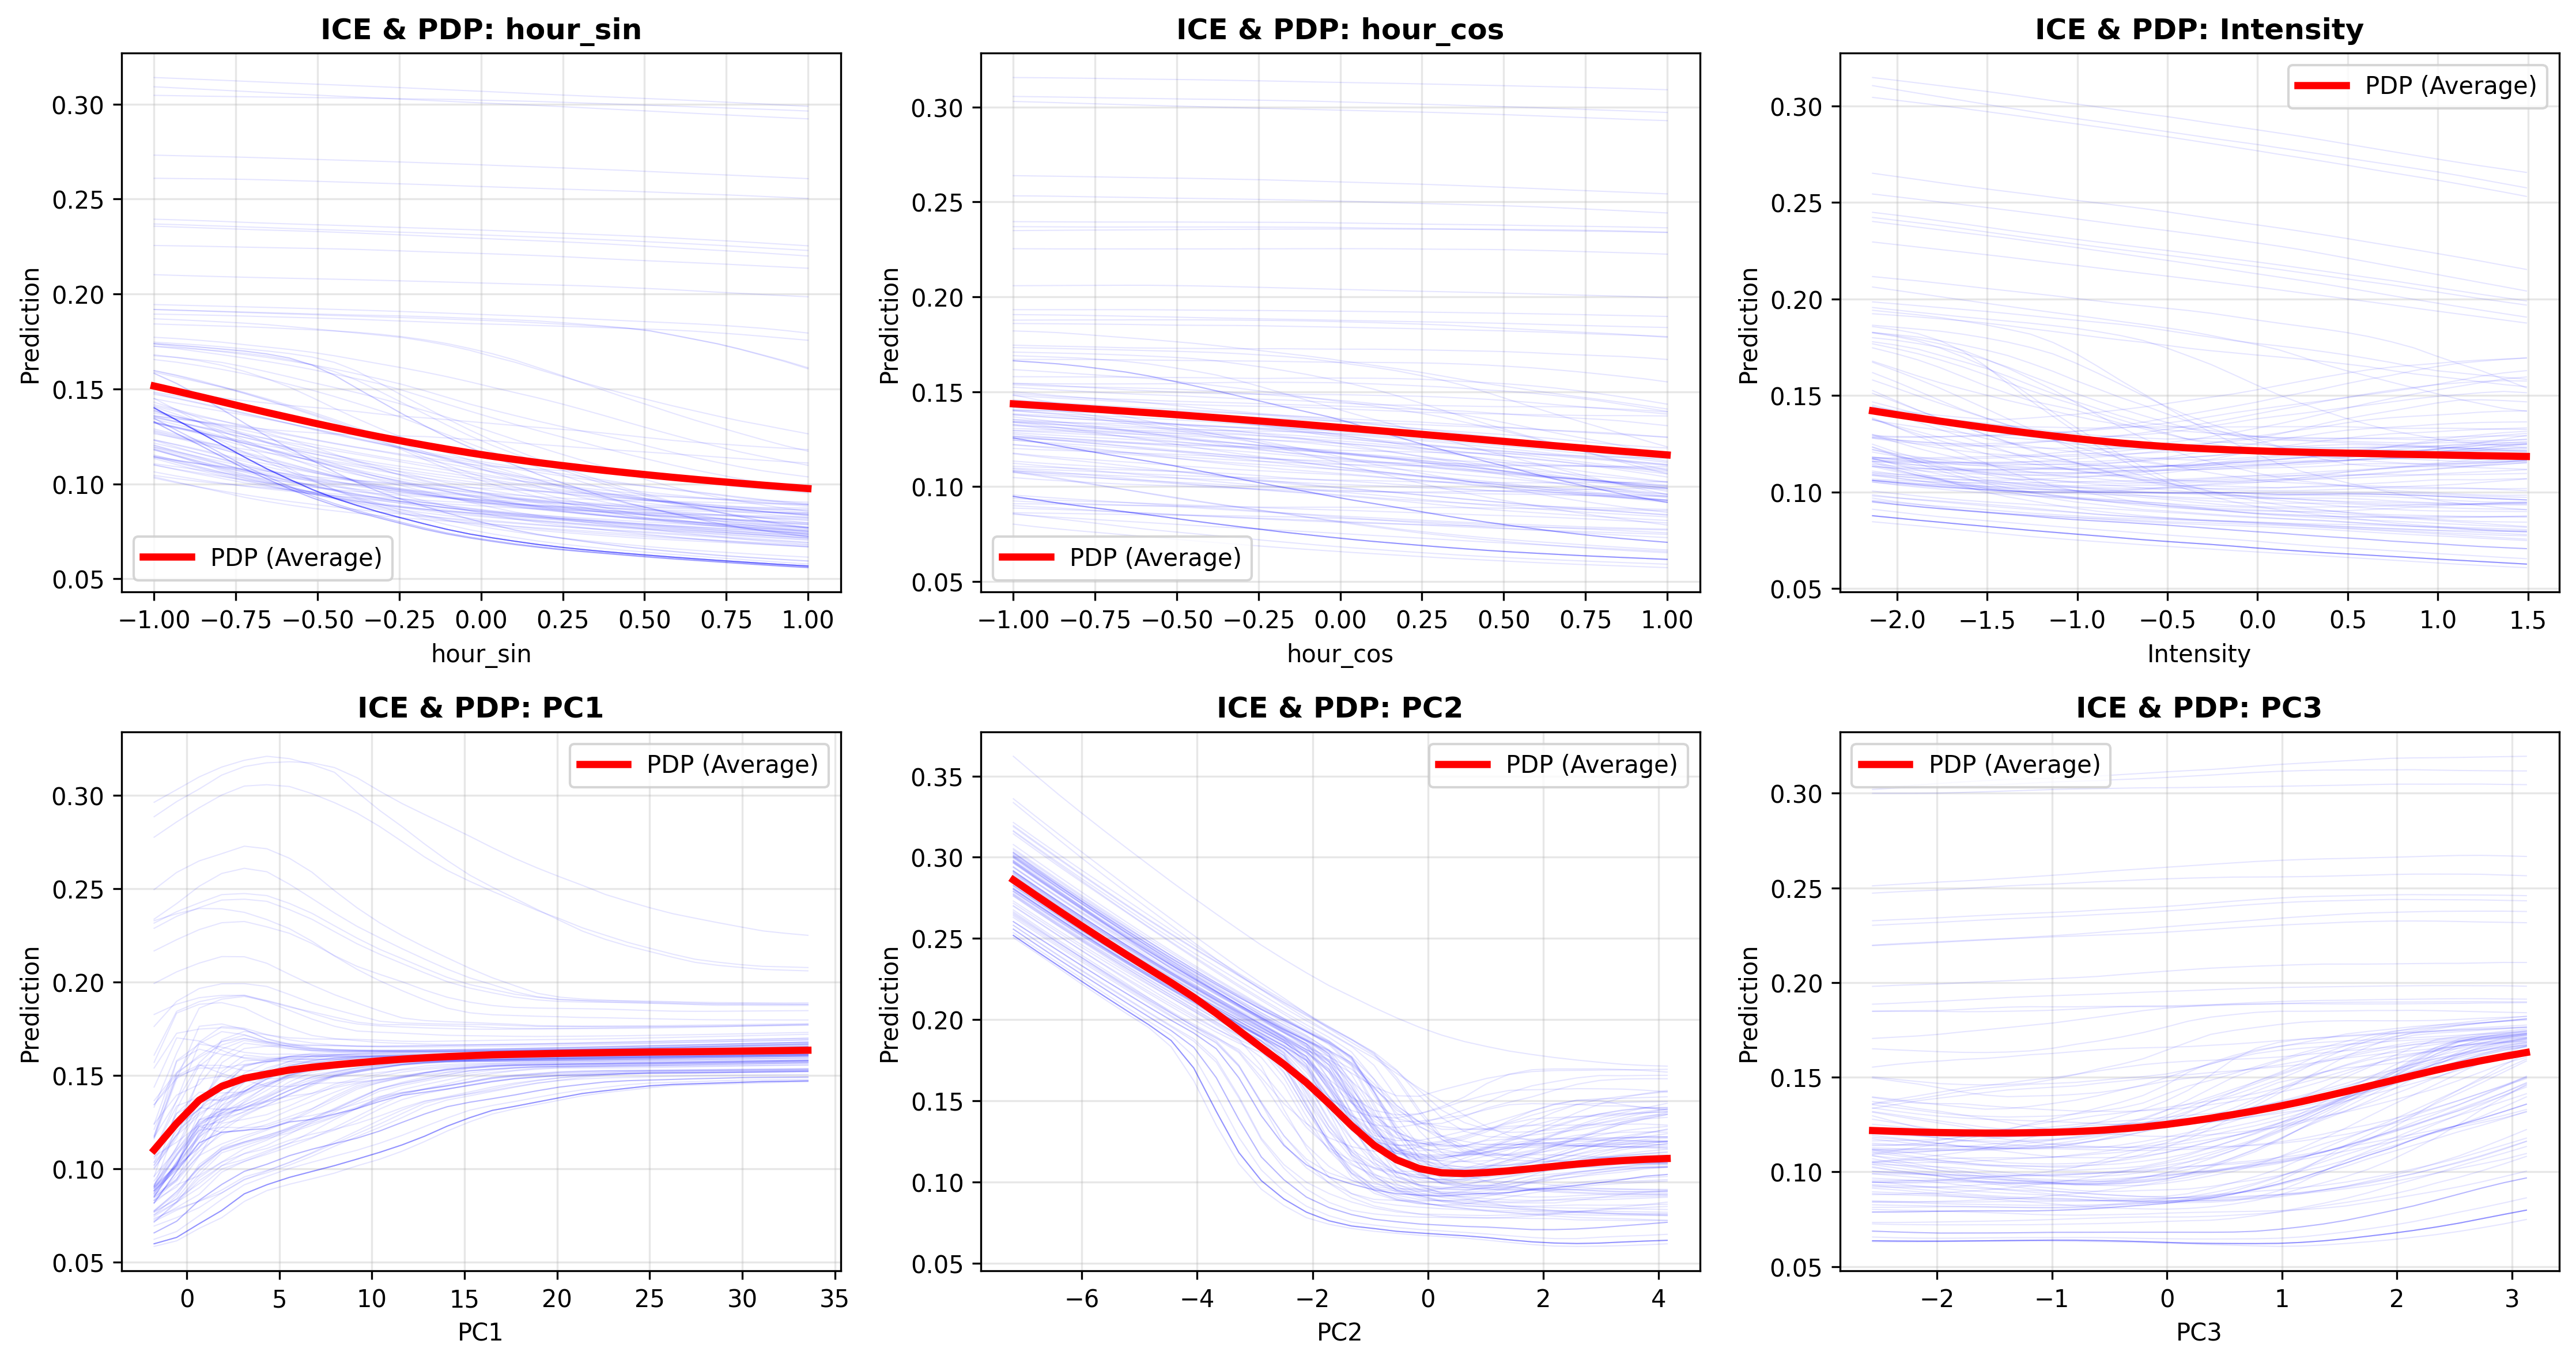 ICE & PDP: hour_sin
Prediction
0.30
0.25
0.20
0.15
0.10
0.05
PDP (Average)
−1.00 −0.75 −0.50 −0.25 0.00 0.25 0.50 0.75 1.00
hour_sin
ICE & PDP: hour_cos
Prediction
0.30
0.25
0.20
0.15
0.10
0.05
PDP (Average)
−1.00 −0.75 −0.50 −0.25 0.00 0.25 0.50 0.75 1.00
hour_cos
ICE & PDP: Intensity
PDP (Average)
Prediction
0.30
0.25
0.20
0.15
0.10
0.05
−2.0 −1.5 −1.0 −0.5 0.0 0.5 1.0 1.5
Intensity
ICE & PDP: PC1
PDP (Average)
Prediction
0.30
0.25
0.20
0.15
0.10
0.05
0 5 10 15 20 25 30 35
PC1
ICE & PDP: PC2
PDP (Average)
Prediction
0.35
0.30
0.25
0.20
0.15
0.10
0.05
−6 −4 −2 0 2 4
PC2
ICE & PDP: PC3
PDP (Average)
Prediction
0.30
0.25
0.20
0.15
0.10
0.05
−2 −1 0 1 2 3
PC3